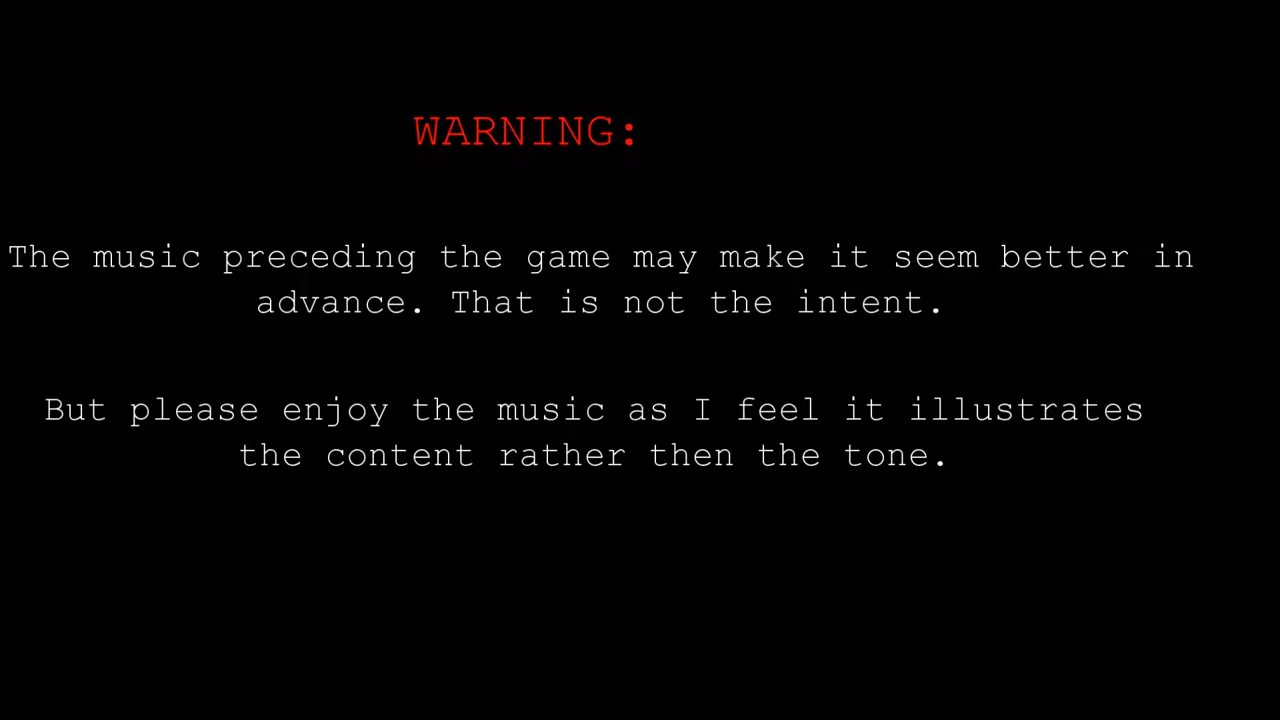 WARNING:
The music preceding the game may make it seem better in
advance. That is not the intent.
But please enjoy the music as I feel it illustrates
the content rather then the tone.